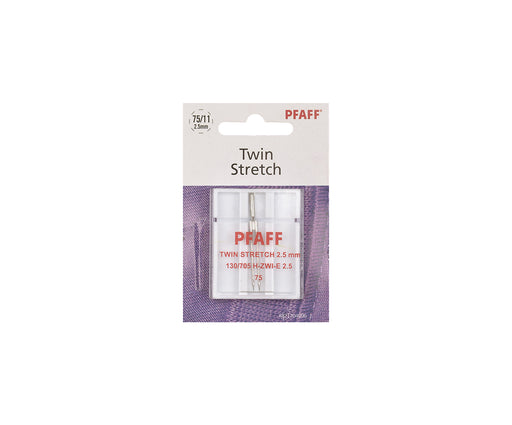 75/11
2.5mm
PFAFF
Twin
Stretch
PFAFF
TWIN STRETCH 2.5 mm
130/705 H-ZWI-E 2.5
75